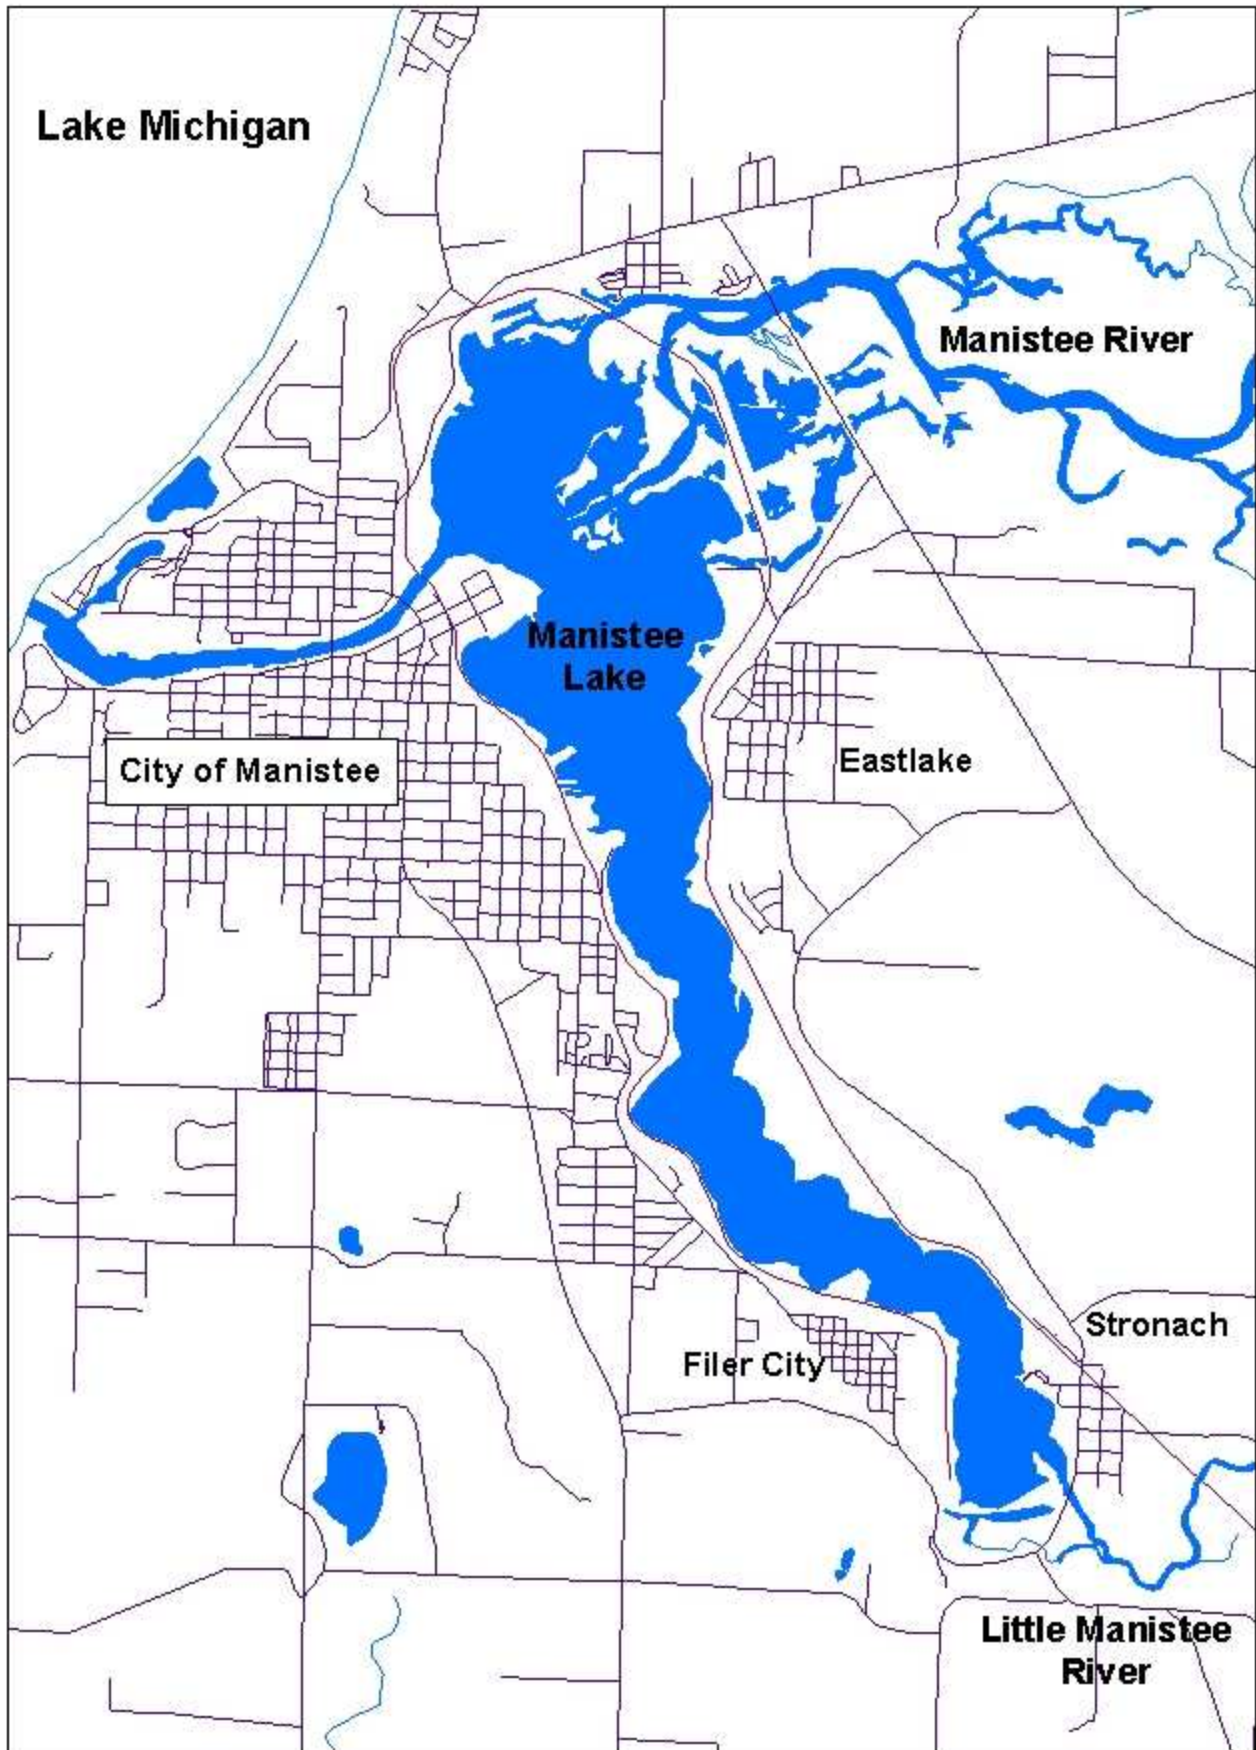 Lake Michigan
Manistee River
Manistee
Lake
City of Manistee
Eastlake
Stronach
Filer City
Little Manistee
River